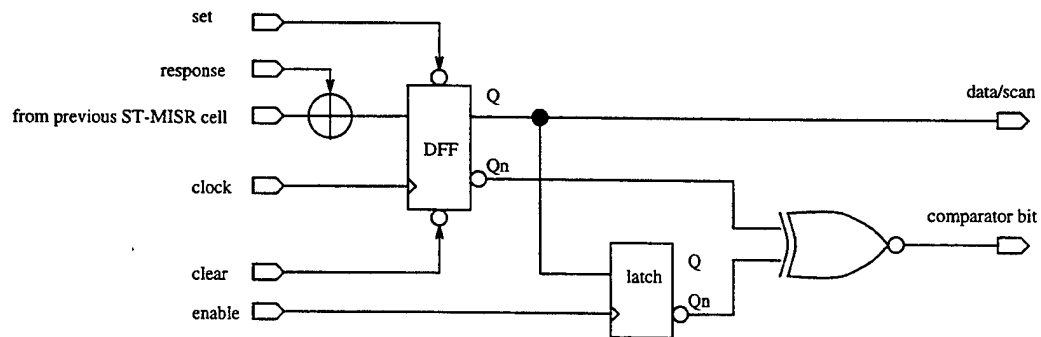 set
response
Q
data/scan
from previous ST-MISR cell
DFF
Qn
clock
comparator bit
Q
clear
latch
Qn
enable